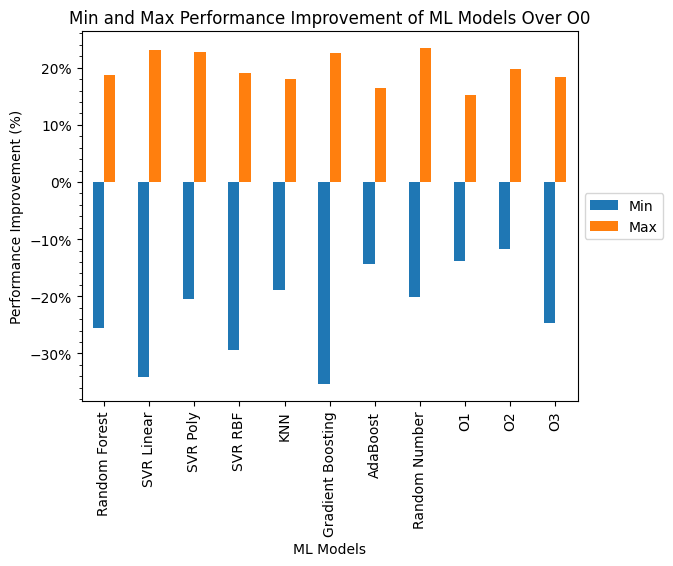 Min and Max Performance Improvement of ML Models Over O0
Performance Improvement (%)
20%
10%
0%
−10%
−20%
−30%
Min
Max
Random Forest
SVR Linear
SVR Poly
SVR RBF
KNN
Gradient Boosting
AdaBoost
Random Number
O1
O2
O3
ML Models